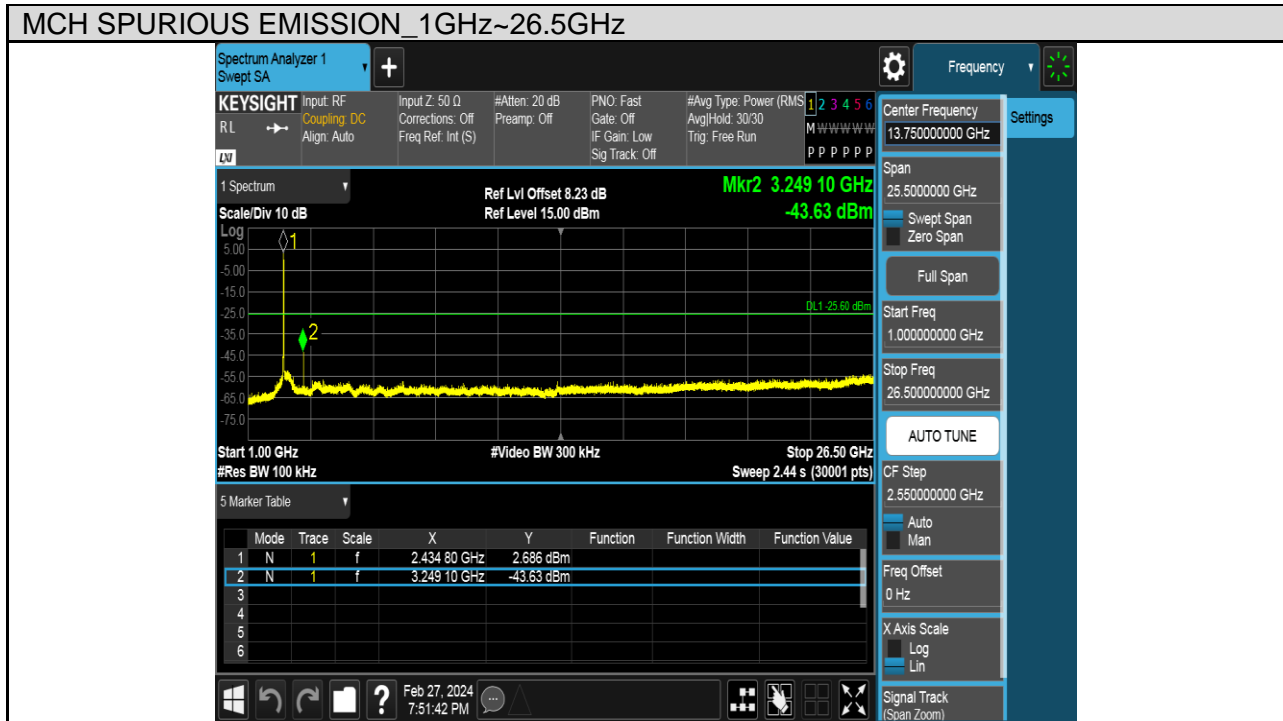 MCH SPURIOUS EMISSION_1GHz~26.5GHz
Spectrum Analyzer 1
Swept SA
+
Frequency
KEYSIGHT
RL
LXI
Input: RF
Coupling: DC
Align: Auto
Input Z: 50 Ω
Corrections: Off
Freq Ref: Int (S)
#Atten: 20 dB
Preamp: Off
PNO: Fast
Gate: Off
IF Gain: Low
Sig Track: Off
#Avg Type: Power (RMS
Avg|Hold: 30/30
Trig: Free Run
1 2 3 4 5 6
M W W W W W
P P P P P P
1 Spectrum
Scale/Div 10 dB
Ref Lvl Offset 8.23 dB
Ref Level 15.00 dBm
Mkr2 3.249 10 GHz
-43.63 dBm
Log
5.00
-5.00
-15.0
-25.0
-35.0
-45.0
-55.0
-65.0
-75.0
1
2
DL1 -25.60 dBm
Start 1.00 GHz
#Video BW 300 kHz
Stop 26.50 GHz
#Res BW 100 kHz
Sweep 2.44 s (30001 pts)
5 Marker Table
Mode Trace Scale X Y Function Function Width Function Value
1 N 1 f 2.434 80 GHz 2.686 dBm
2 N 1 f 3.249 10 GHz -43.63 dBm
3
4
5
6
?
Feb 27, 2024
7:51:42 PM
Center Frequency
13.750000000 GHz
Span
25.5000000 GHz
Swept Span
Zero Span
Full Span
Start Freq
1.000000000 GHz
Stop Freq
26.500000000 GHz
AUTO TUNE
CF Step
2.550000000 GHz
Auto
Man
Freq Offset
0 Hz
X Axis Scale
Log
Lin
Signal Track
(Span Zoom)
Settings